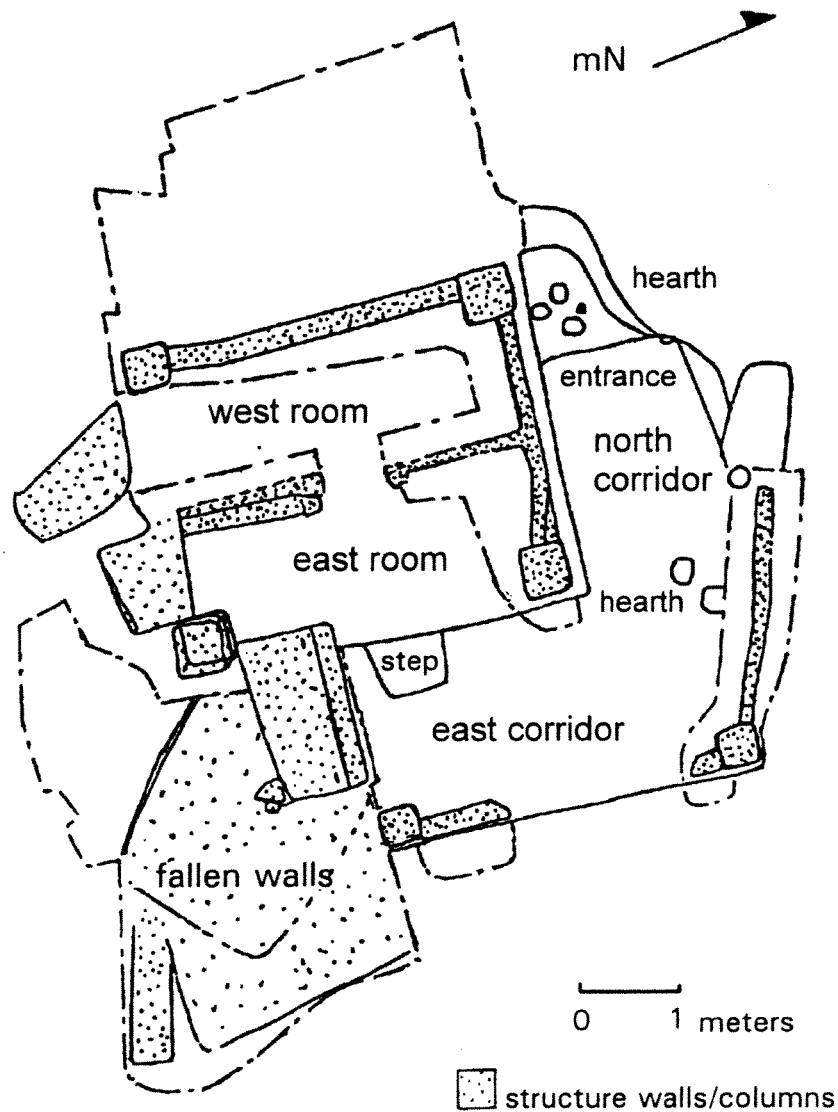 mN
hearth
entrance
west room
north
corridor
east room
hearth
step
east corridor
fallen walls
0 1 meters
structure walls/columns